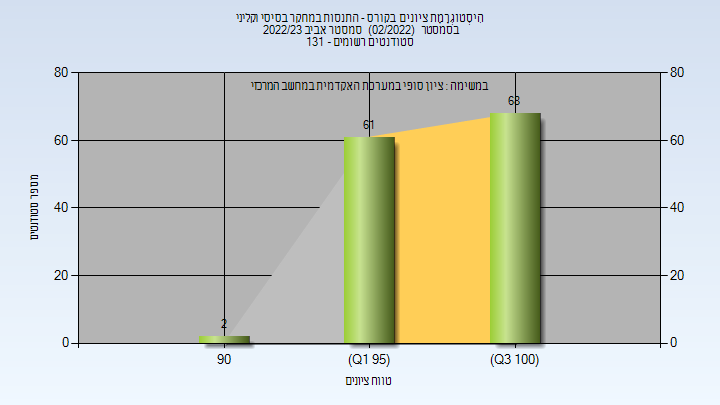 היסטוגרמת ציונים בקורס - התנסות במחקר בסיסי וקליני
בסמסטר (02/2022) סמסטר אביב 2022/23
סטודנטים רשומים - 131
במשימה : ציון סופי במערכת האקדמית במחשב המרכזי
80
60
40
20
0
80
60
40
20
0
מספר סטודנטים
2
61
68
90
(Q1 95)
(Q3 100)
טווח ציונים